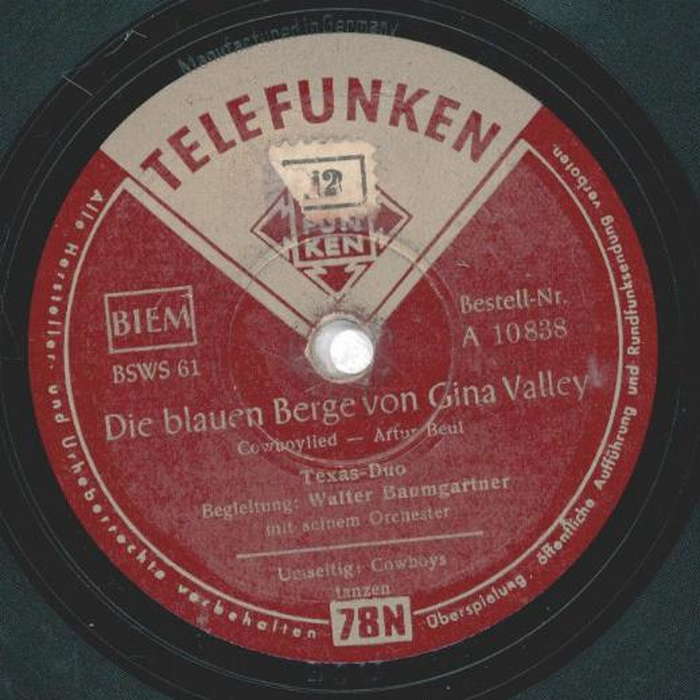 Manufactured in Germany
TELEFUNKEN
12
FUN
KEN
BIEM
BSWS 61
Bestell-Nr.
A 10838
Die blauen Berge von Gina Valley
Cowboylied — Artur Beul
Texas-Duo
Begleitung: Walter Baumgartner
mit seinem Orchester
Umseitig: Cowboys
tanzen
78N
Alle Hersteller- und Urheberrechte vorbehalten
Überspielung, öffentliche Aufführung und Rundfunksendung verboten.